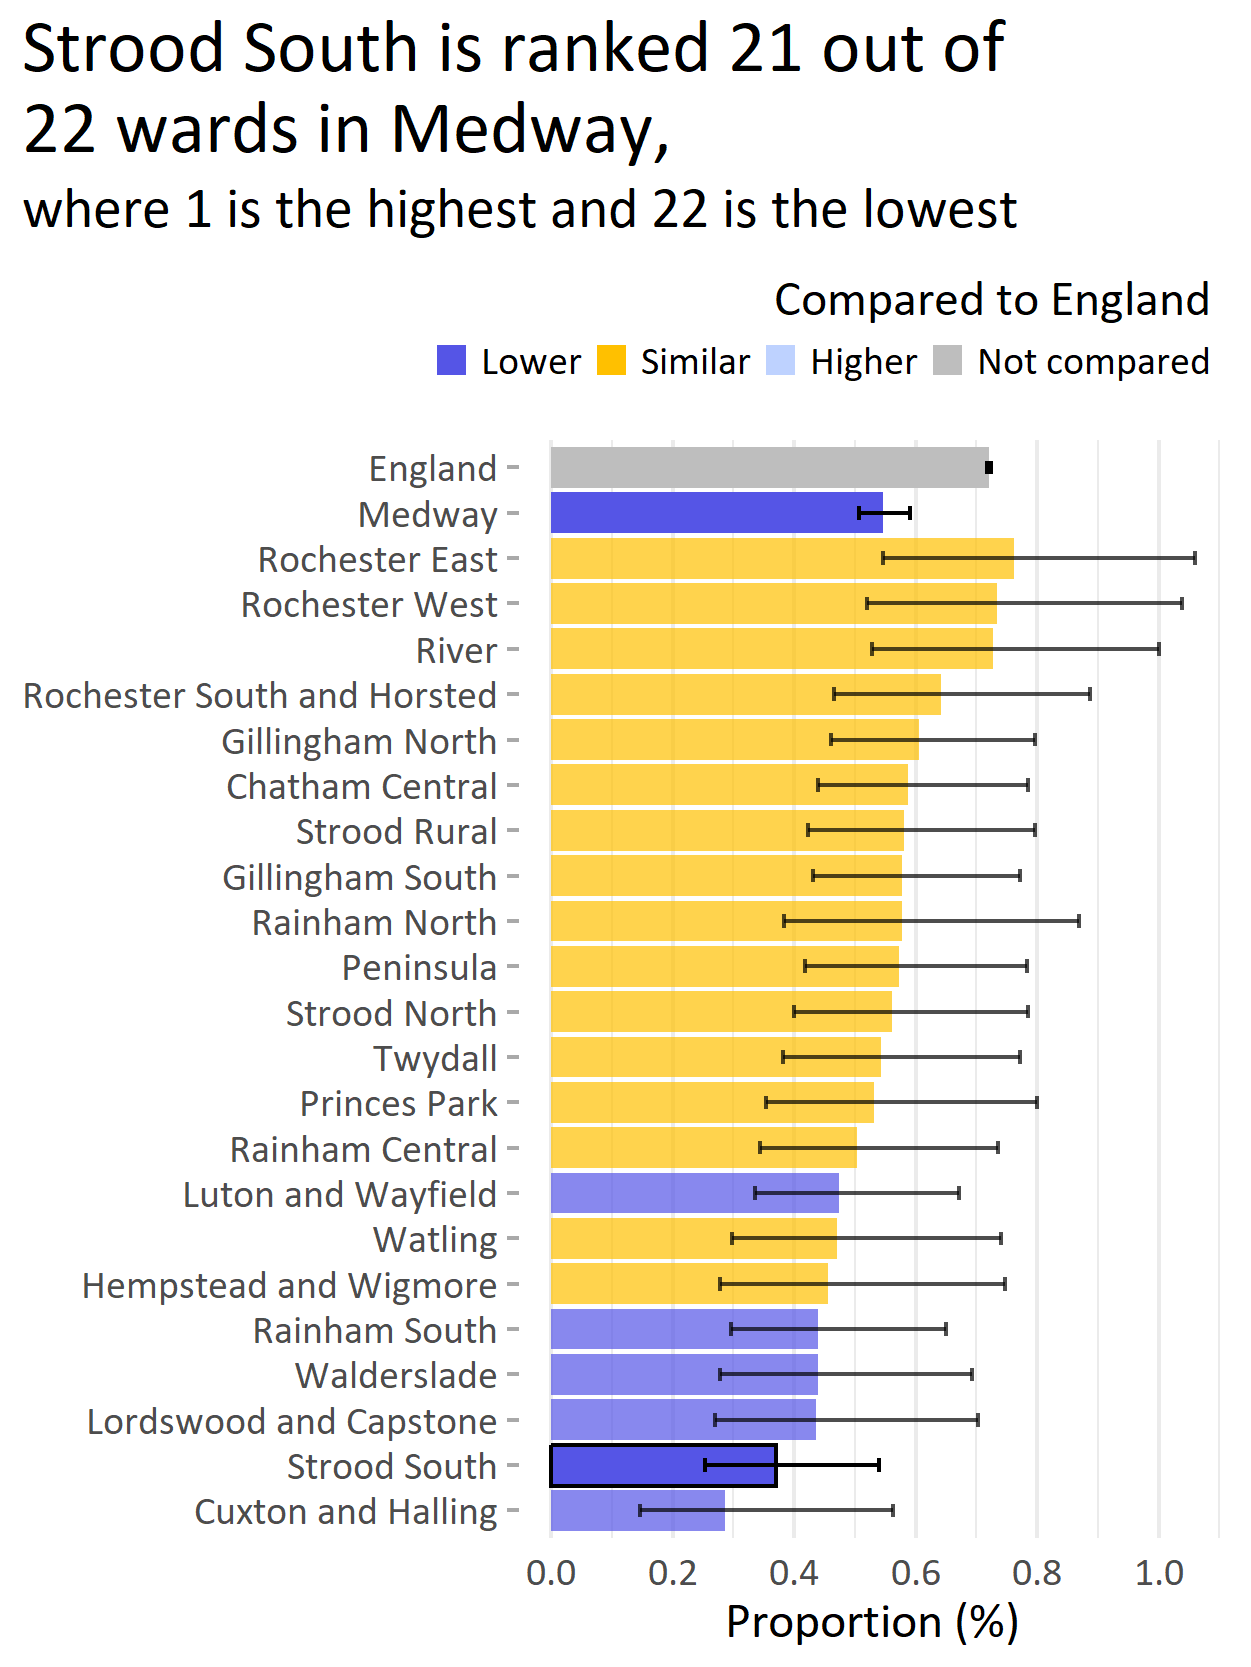 Strood South is ranked 21 out of
22 wards in Medway,
where 1 is the highest and 22 is the lowest
Compared to England
Lower Similar Higher Not compared
England
Medway
Rochester East
Rochester West
River
Rochester South and Horsted
Gillingham North
Chatham Central
Strood Rural
Gillingham South
Rainham North
Peninsula
Strood North
Twydall
Princes Park
Rainham Central
Luton and Wayfield
Watling
Hempstead and Wigmore
Rainham South
Walderslade
Lordswood and Capstone
Strood South
Cuxton and Halling
0.0 0.2 0.4 0.6 0.8 1.0
Proportion (%)